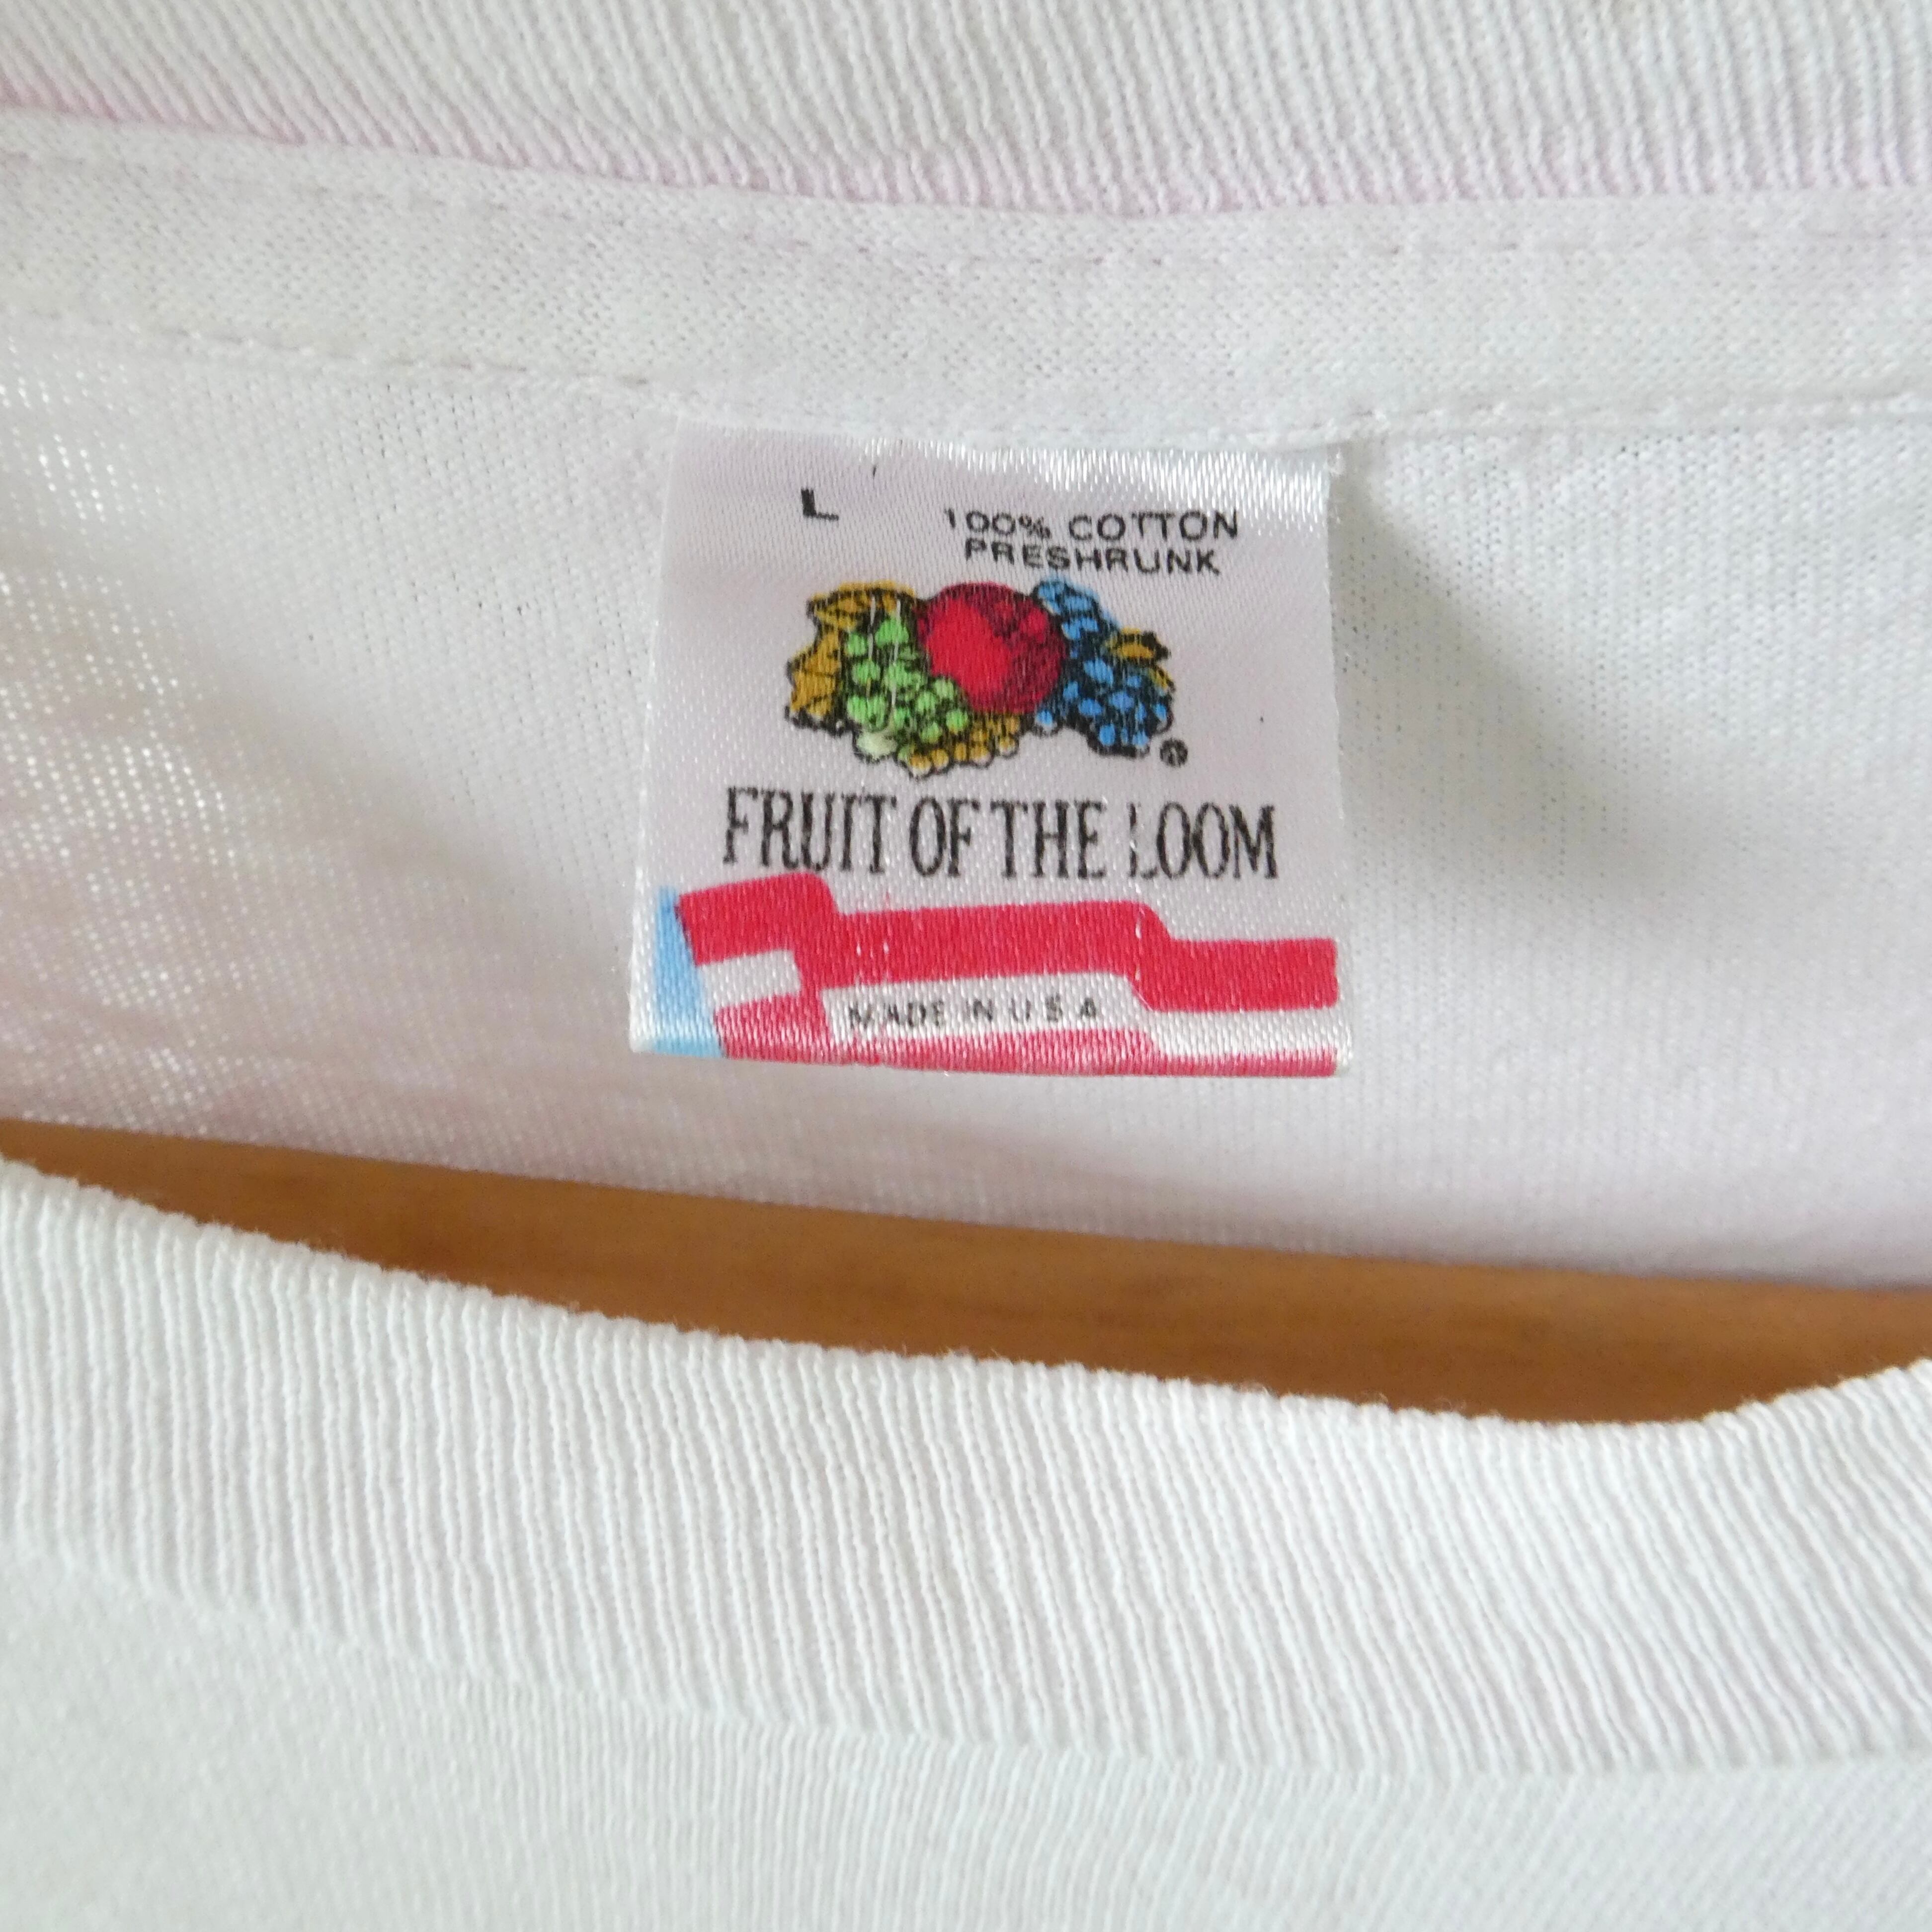 L
100% COTTON
PRESHRUNK
FRUIT OF THE LOOM
MADE IN U S A